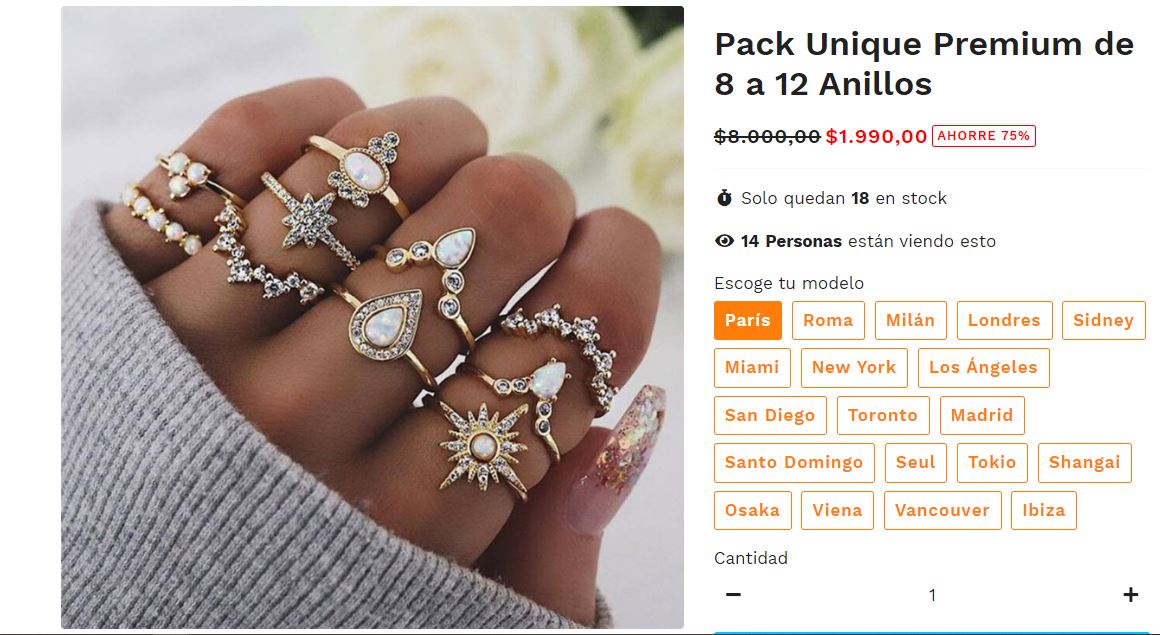 Pack Unique Premium de
8 a 12 Anillos
$8.000,00 $1.990,00 AHORRE 75%
Solo quedan 18 en stock
14 Personas están viendo esto
Escoge tu modelo
París Roma Milán Londres Sidney
Miami New York Los Ángeles
San Diego Toronto Madrid
Santo Domingo Seul Tokio Shangai
Osaka Viena Vancouver Ibiza
Cantidad
− 1 +